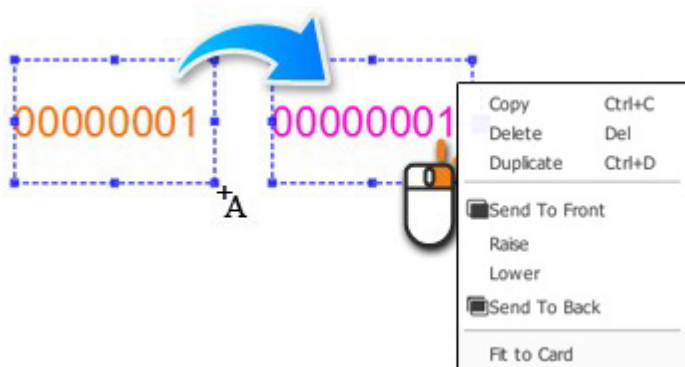 00000001
00000001
A
Copy Ctrl+C
Delete Del
Duplicate Ctrl+D
Send To Front
Raise
Lower
Send To Back
Fit to Card